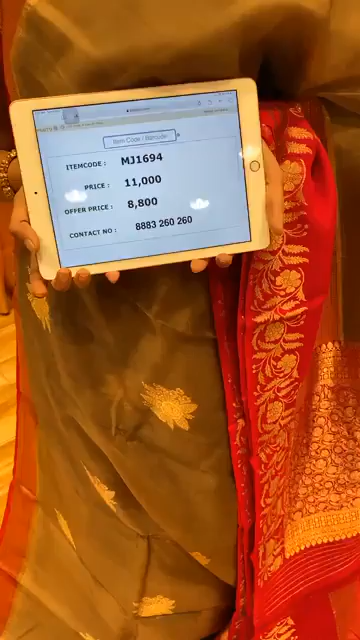 Item Code / Barcode
ITEMCODE : MJ1694
PRICE : 11,000
OFFER PRICE : 8,800
CONTACT NO : 8883 260 260